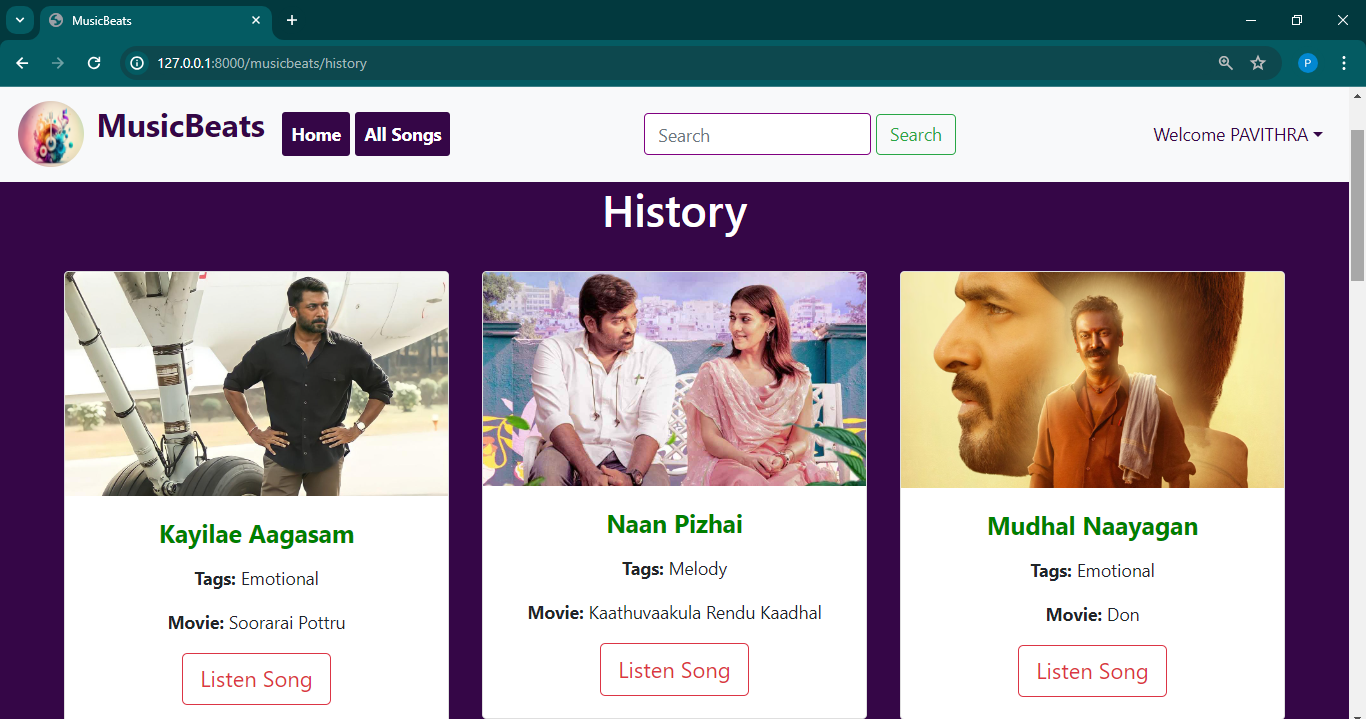 MusicBeats
127.0.0.1:8000/musicbeats/history
P
MusicBeats
Home
All Songs
Search
Search
Welcome PAVITHRA
History
Kayilae Aagasam
Tags: Emotional
Movie: Soorarai Pottru
Listen Song
Naan Pizhai
Tags: Melody
Movie: Kaathuvaakula Rendu Kaadhal
Listen Song
Mudhal Naayagan
Tags: Emotional
Movie: Don
Listen Song